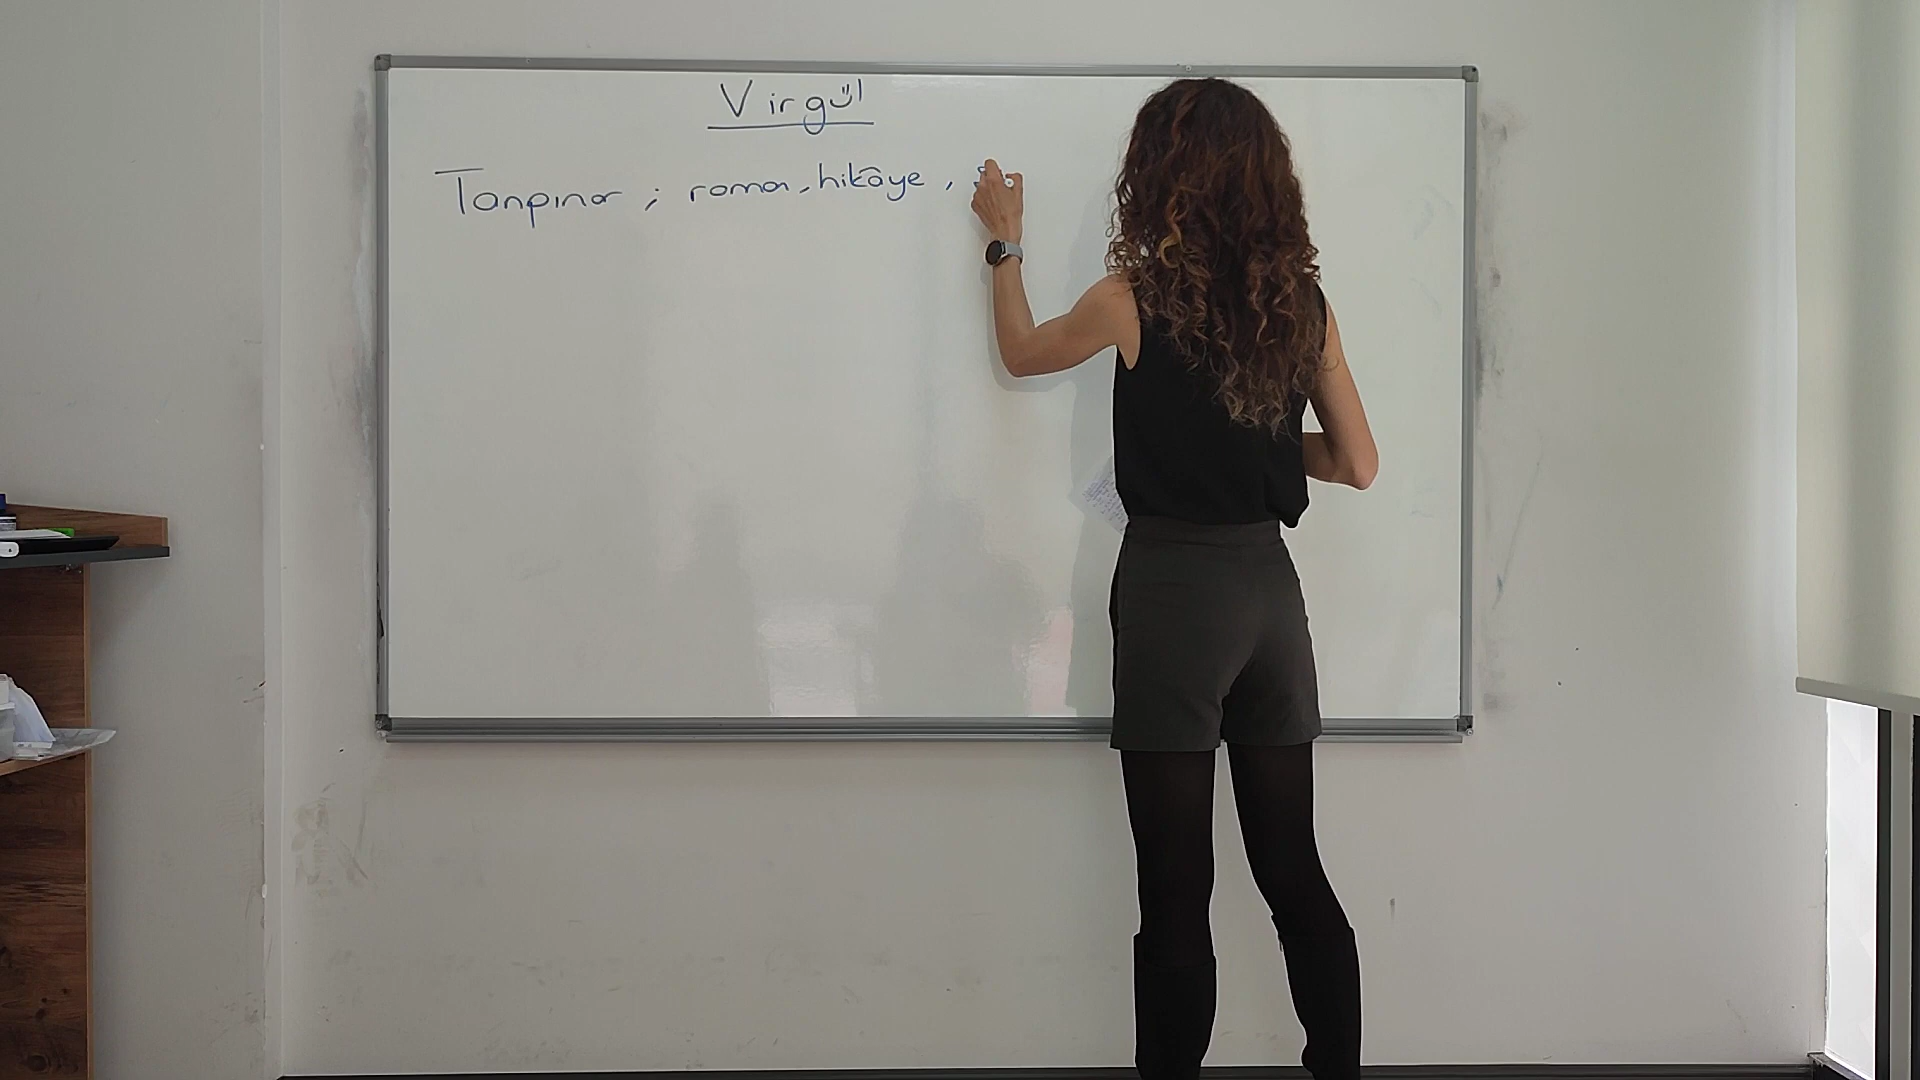 Virgül
Tanpınar ; roman, hikâye ,